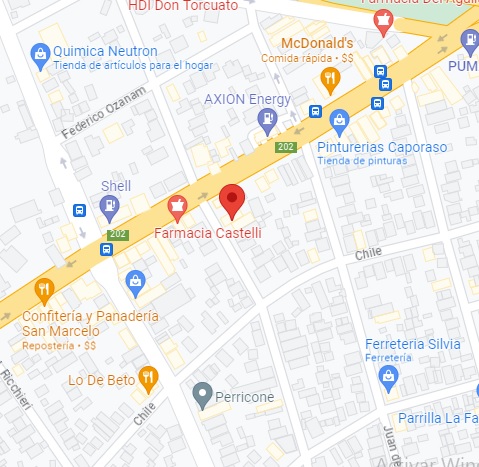 HDI Don Torcuato
Quimica Neutron
Tienda de artículos para el hogar
McDonald's
Comida rápida • $$
Federico Ozanam
AXION Energy
PUM
202
Pinturerias Caporaso
Tienda de pinturas
Shell
202
Farmacia Castelli
Chile
Confitería y Panadería
San Marcelo
Repostería • $$
Lo De Beto
Chile
Perricone
Ferreteria Silvia
Ferretería
Ricchieri
Parrilla La Fa
Juan de